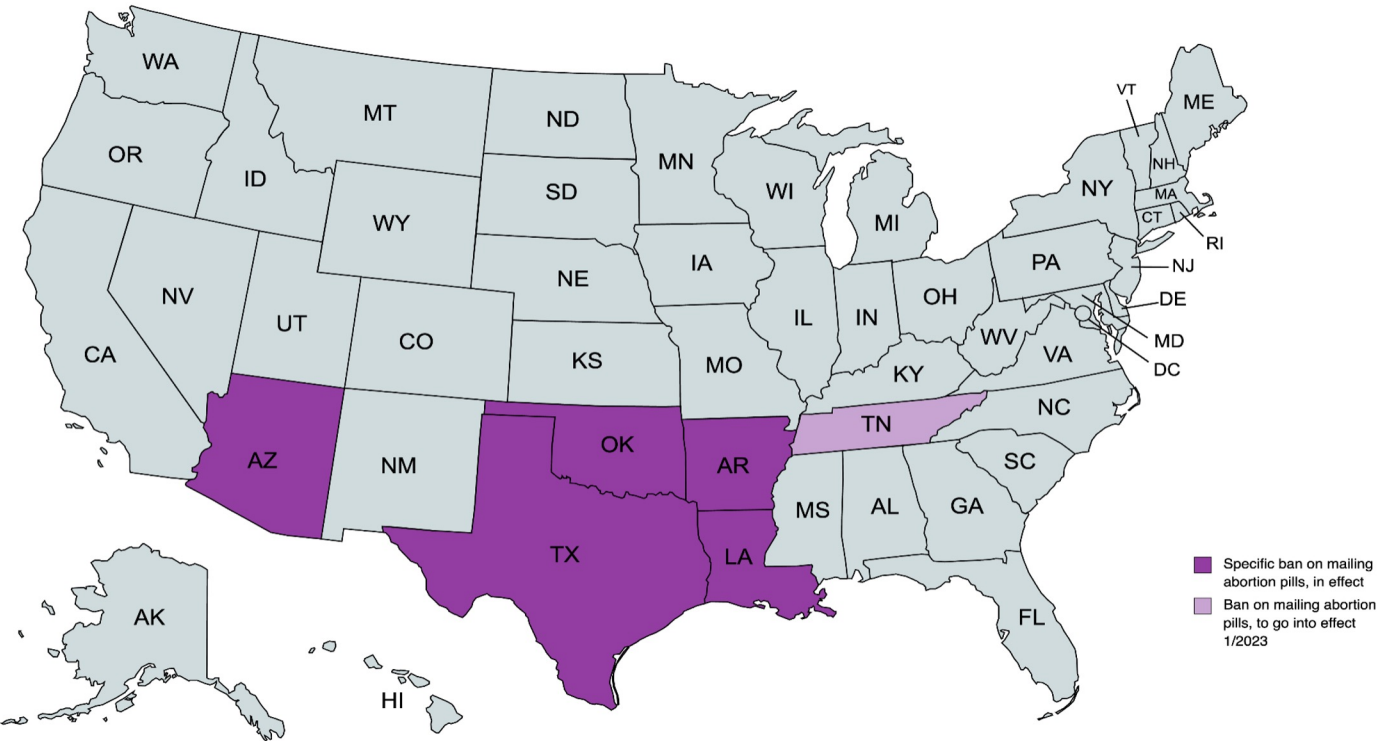 WA
MT
ND
MN
VT
ME
OR
ID
SD
WI
MI
NY
NH
MA
CT
RI
WY
NE
IA
PA
NJ
NV
UT
CO
KS
MO
IL
IN
OH
WV
VA
DE
MD
DC
CA
KY
AZ
NM
OK
AR
TN
NC
SC
TX
LA
MS
AL
GA
FL
AK
HI
Specific ban on mailing
abortion pills, in effect
Ban on mailing abortion
pills, to go into effect
1/2023